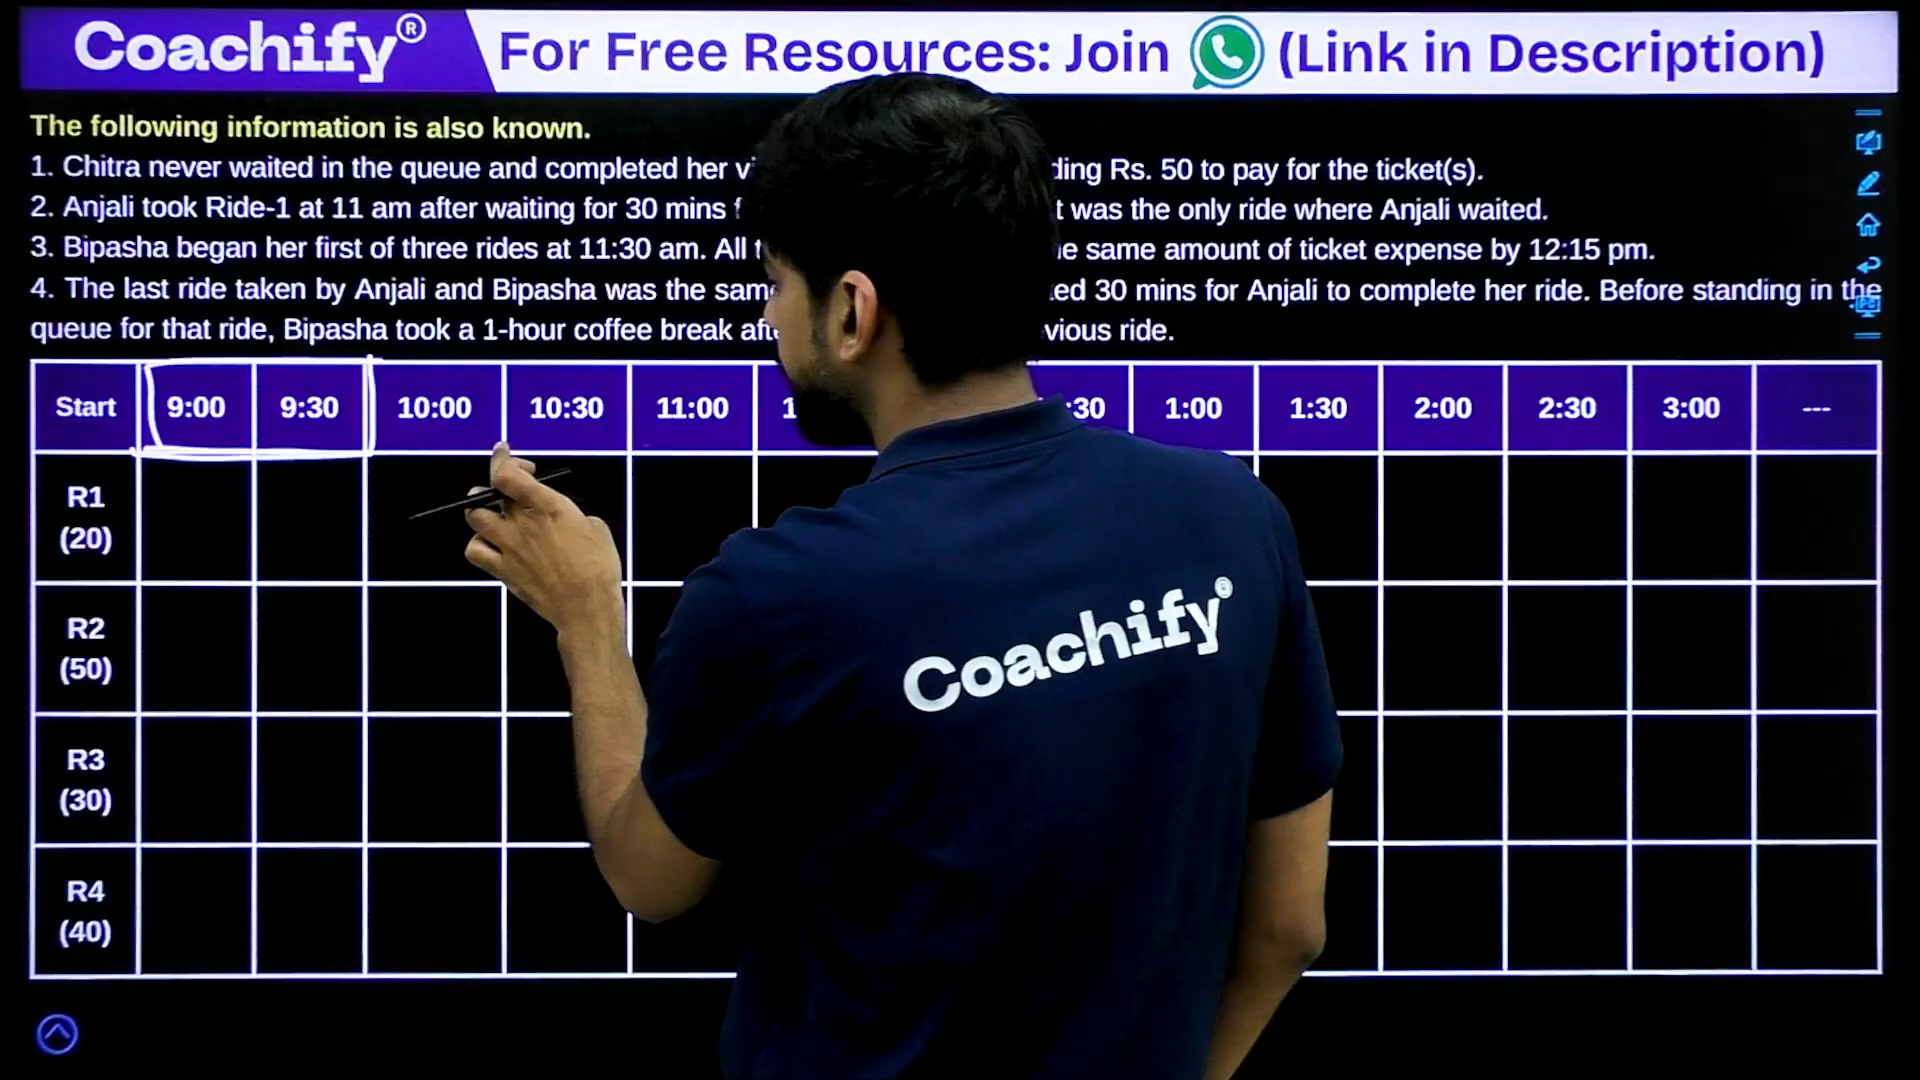 Coachify® For Free Resources: Join (Link in Description)
The following information is also known.
1. Chitra never waited in the queue and completed her ding Rs. 50 to pay for the ticket(s).
2. Anjali took Ride-1 at 11 am after waiting for 30 mins t was the only ride where Anjali waited.
3. Bipasha began her first of three rides at 11:30 am. All same amount of ticket expense by 12:15 pm.
4. The last ride taken by Anjali and Bipasha was the ed 30 mins for Anjali to complete her ride. Before standing in the
queue for that ride, Bipasha took a 1-hour coffee break vious ride.
Start 9:00 9:30 10:00 10:30 11:00 1 :30 1:00 1:30 2:00 2:30 3:00 ---
R1
(20)
R2
(50)
R3
(30)
R4
(40)
Coachify®